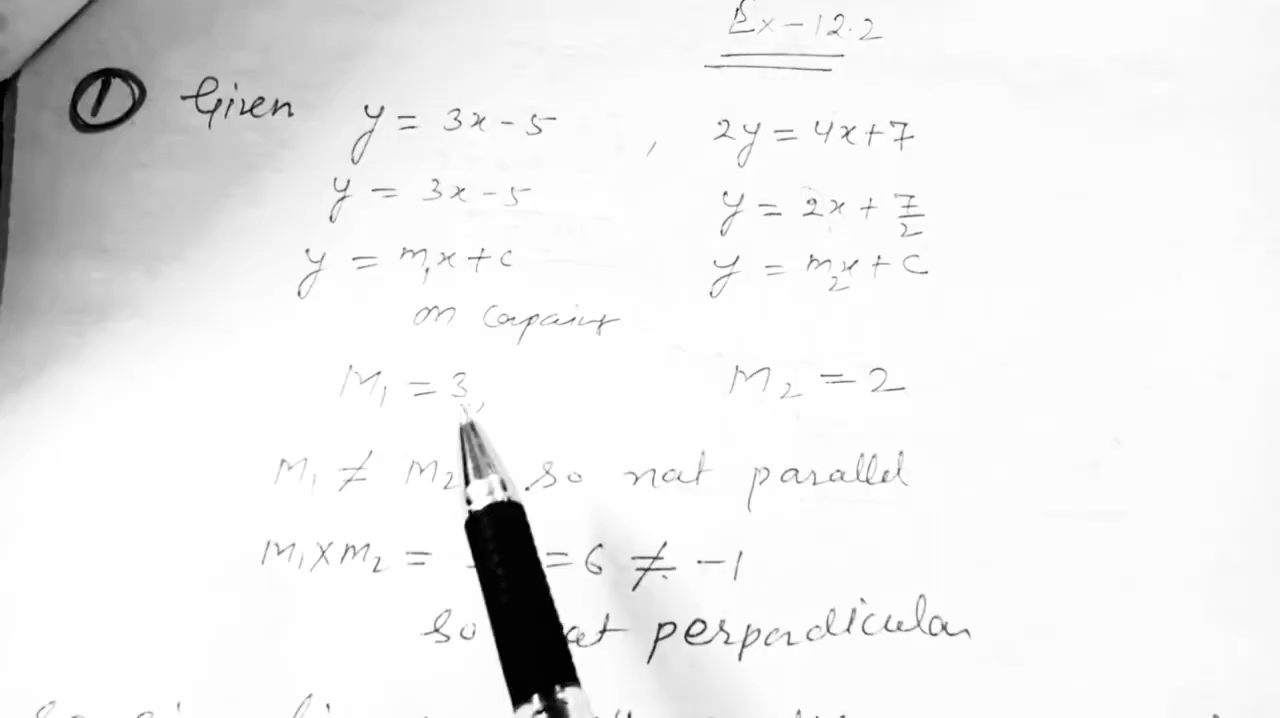 Ex-12.2
① Given y = 3x-5 , 2y = 4x+7
y = 3x-5 y = 2x + 7/2
y = m₁x+c y = m₂x + c
on
M₁ = 3, M₂ = 2
M₁ ≠ M₂ so not parallel
m₁×m₂ = = 6 ≠ -1
so perpendicular